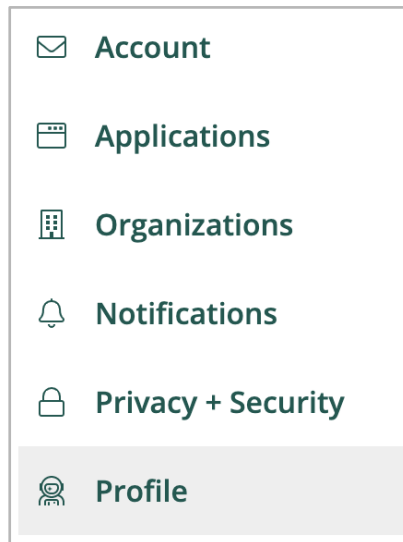 Account
Applications
Organizations
Notifications
Privacy + Security
Profile